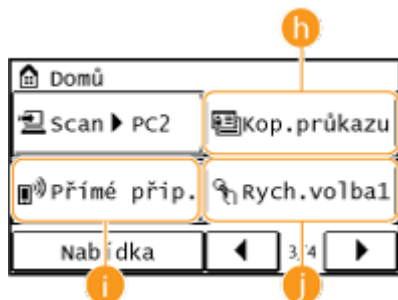 h
Domů
Scan PC2
Kop.průkazu
Přímé přip.
Rych.volba1
Nabídka
3/4
i
j